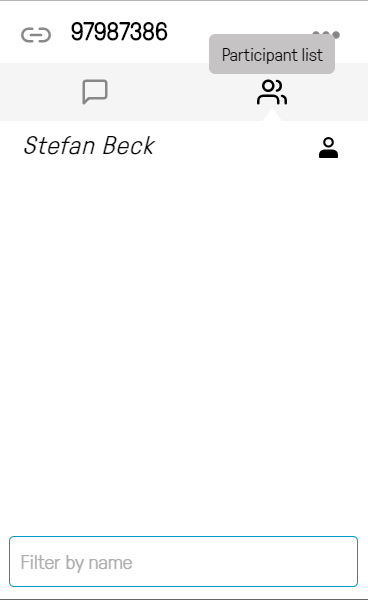 97987386
Participant list
Stefan Beck
Filter by name